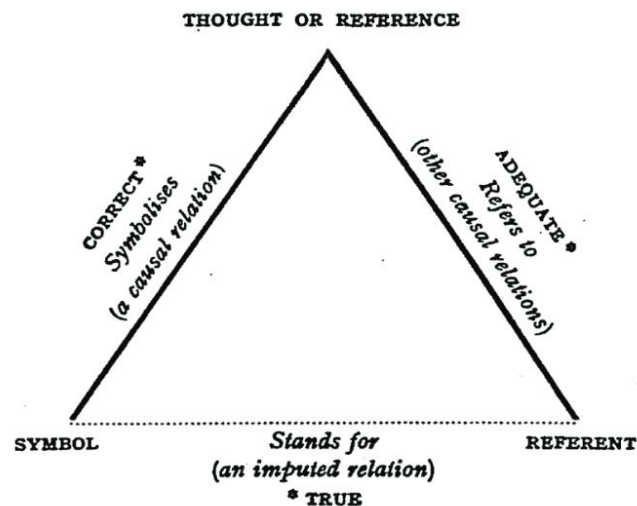 THOUGHT OR REFERENCE
CORRECT *
Symbolises
(a causal relation)
ADEQUATE *
Refers to
(other causal relations)
SYMBOL
Stands for
(an imputed relation)
* TRUE
REFERENT